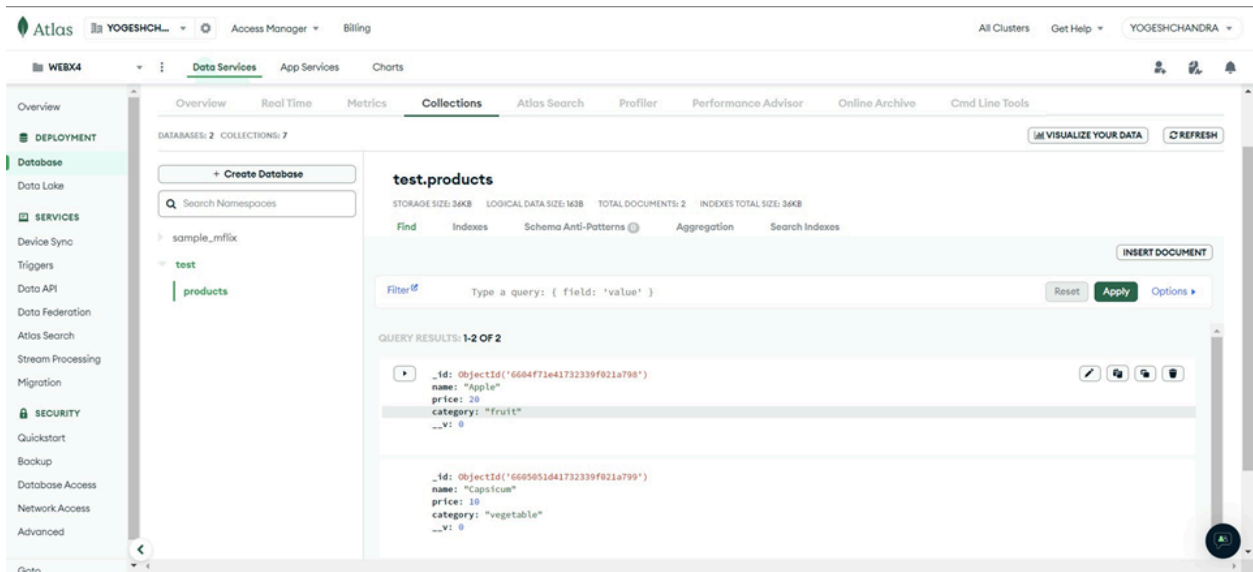 Atlas YOGESHCH... Access Manager Billing All Clusters Get Help YOGESHCHANDRA
WEBX4 Data Services App Services Charts
Overview
DEPLOYMENT
Database
Data Lake
SERVICES
Device Sync
Triggers
Data API
Data Federation
Atlas Search
Stream Processing
Migration
SECURITY
Quickstart
Backup
Database Access
Network Access
Advanced
Goto
Overview Real Time Metrics Collections Atlas Search Profiler Performance Advisor Online Archive Cmd Line Tools
DATABASES: 2 COLLECTIONS: 7 VISUALIZE YOUR DATA REFRESH
+ Create Database
Search Namespaces
sample_mflix
test
products
test.products
STORAGE SIZE: 36KB LOGICAL DATA SIZE: 163B TOTAL DOCUMENTS: 2 INDEXES TOTAL SIZE: 36KB
Find Indexes Schema Anti-Patterns 0 Aggregation Search Indexes
INSERT DOCUMENT
Filter Type a query: { field: 'value' } Reset Apply Options
QUERY RESULTS: 1-2 OF 2
_id: ObjectId('6604f71e41732339f021a798')
name: "Apple"
price: 20
category: "fruit"
__v: 0
_id: ObjectId('6605051d41732339f021a799')
name: "Capsicum"
price: 10
category: "vegetable"
__v: 0